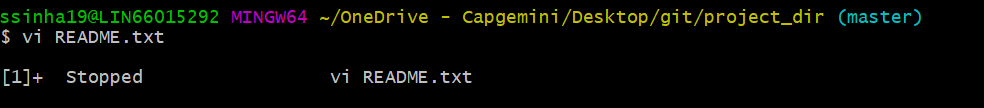 ssinha19@LIN66015292 MINGW64 ~/OneDrive - Capgemini/Desktop/git/project_dir (master)
$ vi README.txt
[1]+  Stopped                 vi README.txt